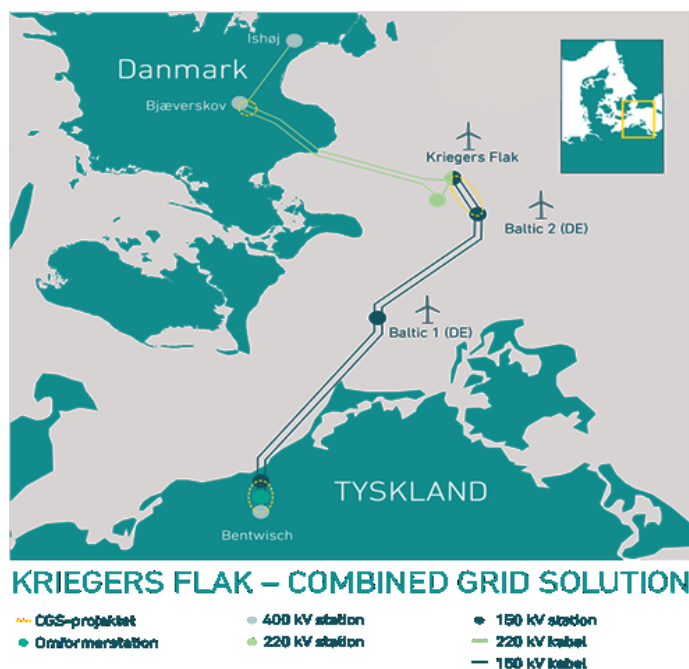 Ishøj
Danmark
Bjæverskov
Kriegers Flak
Baltic 2 (DE)
Baltic 1 (DE)
TYSKLAND
Bentwisch
KRIEGERS FLAK – COMBINED GRID SOLUTION
CGS-projektet
400 kV station
150 kV station
Omformerstation
220 kV station
220 kV kabel
150 kV kabel